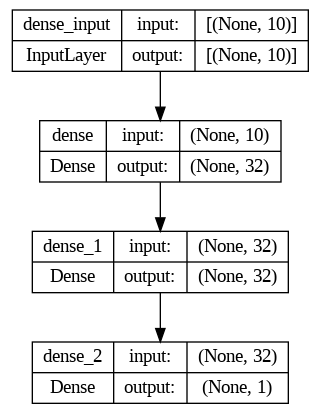 dense_input input: [(None, 10)]
InputLayer output: [(None, 10)]
dense input: (None, 10)
Dense output: (None, 32)
dense_1 input: (None, 32)
Dense output: (None, 32)
dense_2 input: (None, 32)
Dense output: (None, 1)